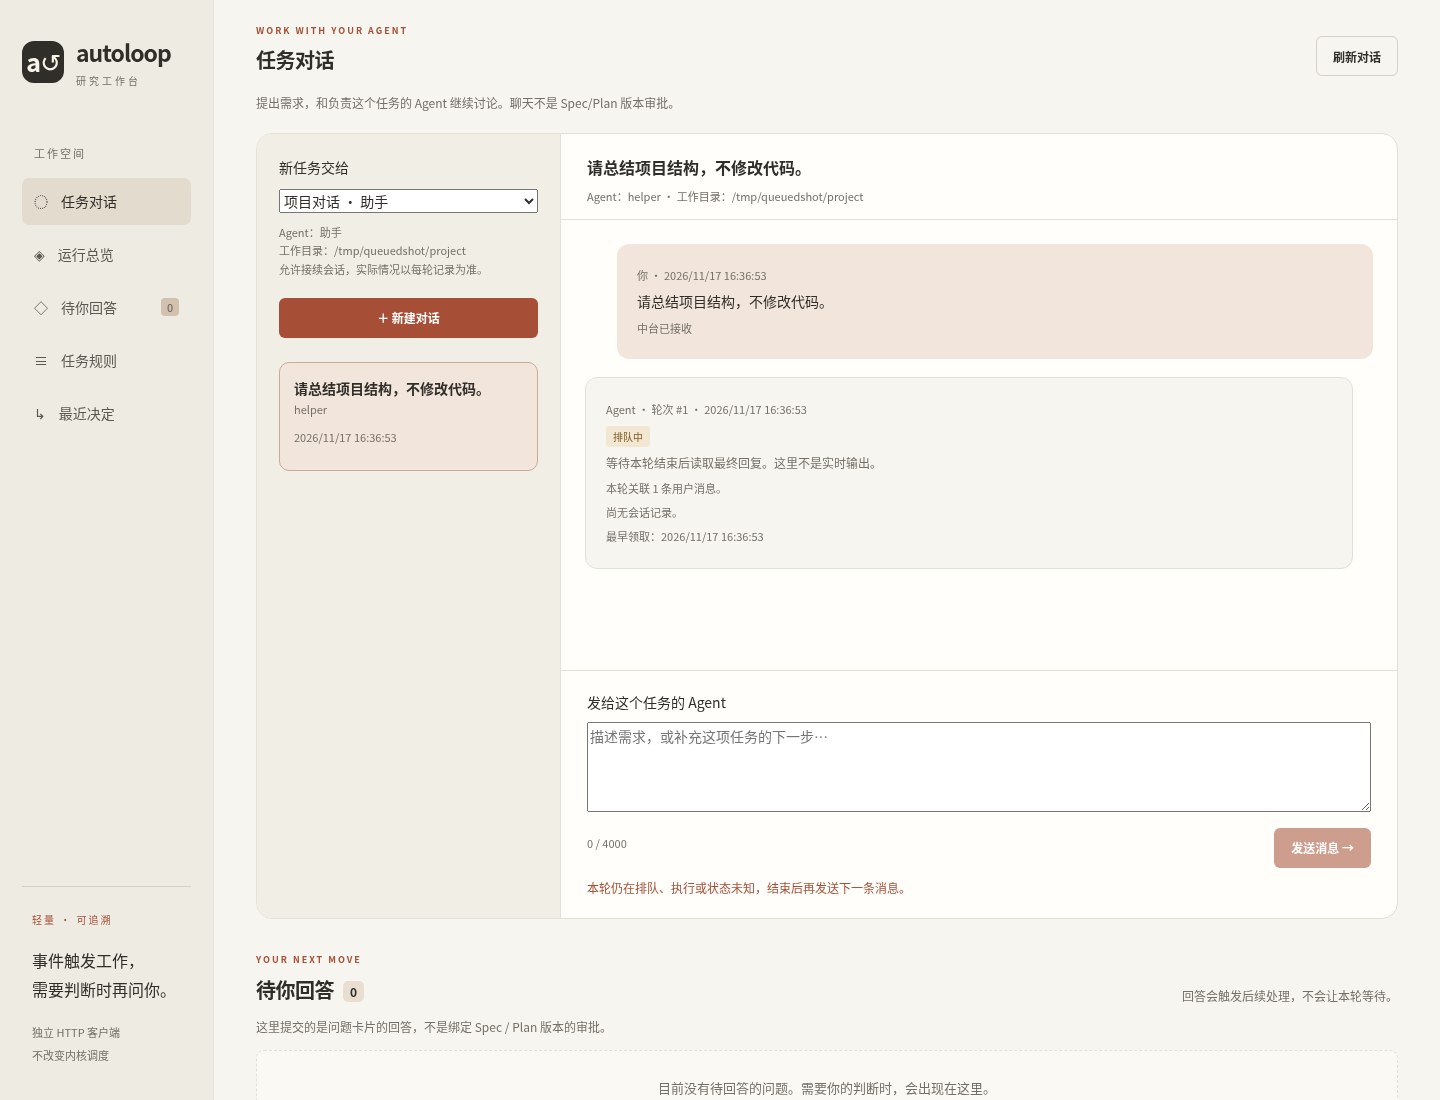 a↺
autoloop
研究工作台
工作空间
◌ 任务对话
◈ 运行总览
◇ 待你回答 0
≡ 任务规则
↳ 最近决定
轻量 · 可追溯
事件触发工作，
需要判断时再问你。
独立 HTTP 客户端
不改变内核调度
WORK WITH YOUR AGENT
任务对话
刷新对话
提出需求，和负责这个任务的 Agent 继续讨论。聊天不是 Spec/Plan 版本审批。
新任务交给
项目对话 · 助手
Agent：助手
工作目录：/tmp/queuedshot/project
允许接续会话，实际情况以每轮记录为准。
＋ 新建对话
请总结项目结构，不修改代码。
helper
2026/11/17 16:36:53
请总结项目结构，不修改代码。
Agent：helper · 工作目录：/tmp/queuedshot/project
你 · 2026/11/17 16:36:53
请总结项目结构，不修改代码。
中台已接收
Agent · 轮次 #1 · 2026/11/17 16:36:53
排队中
等待本轮结束后读取最终回复。这里不是实时输出。
本轮关联 1 条用户消息。
尚无会话记录。
最早领取：2026/11/17 16:36:53
发给这个任务的 Agent
描述需求，或补充这项任务的下一步…
0 / 4000
发送消息 →
本轮仍在排队、执行或状态未知，结束后再发送下一条消息。
YOUR NEXT MOVE
待你回答 0
回答会触发后续处理，不会让本轮等待。
这里提交的是问题卡片的回答，不是绑定 Spec / Plan 版本的审批。
目前没有待回答的问题。需要你的判断时，会出现在这里。